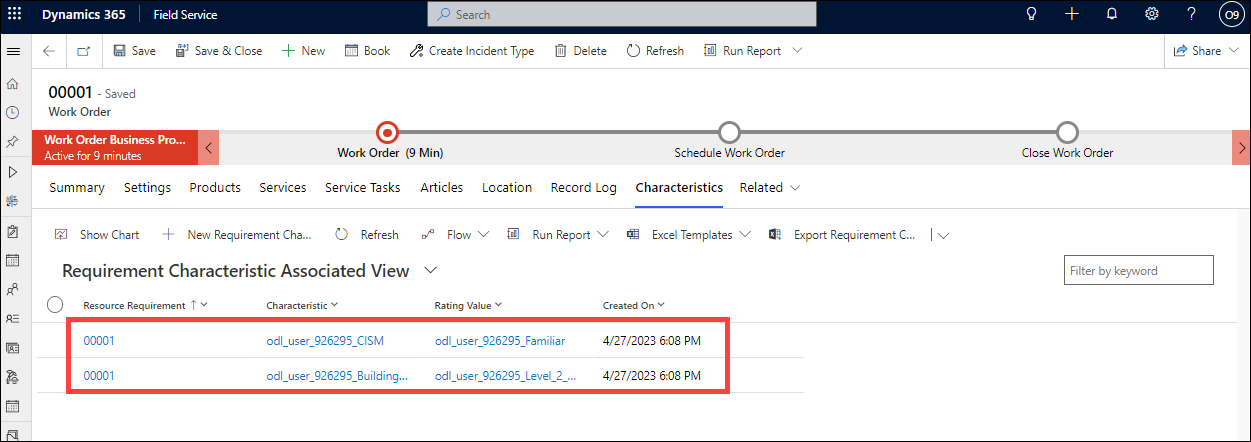 Dynamics 365 Field Service Search ? O9
Save Save & Close New Book Create Incident Type Delete Refresh Run Report Share
00001 - Saved
Work Order
Work Order Business Pro...
Active for 9 minutes
Work Order (9 Min) Schedule Work Order Close Work Order
Summary Settings Products Services Service Tasks Articles Location Record Log Characteristics Related
Show Chart New Requirement Cha... Refresh Flow Run Report Excel Templates Export Requirement C...
Requirement Characteristic Associated View Filter by keyword
Resource Requirement Characteristic Rating Value Created On
00001 odl_user_926295_CISM odl_user_926295_Familiar 4/27/2023 6:08 PM
00001 odl_user_926295_Building... odl_user_926295_Level_2_... 4/27/2023 6:08 PM